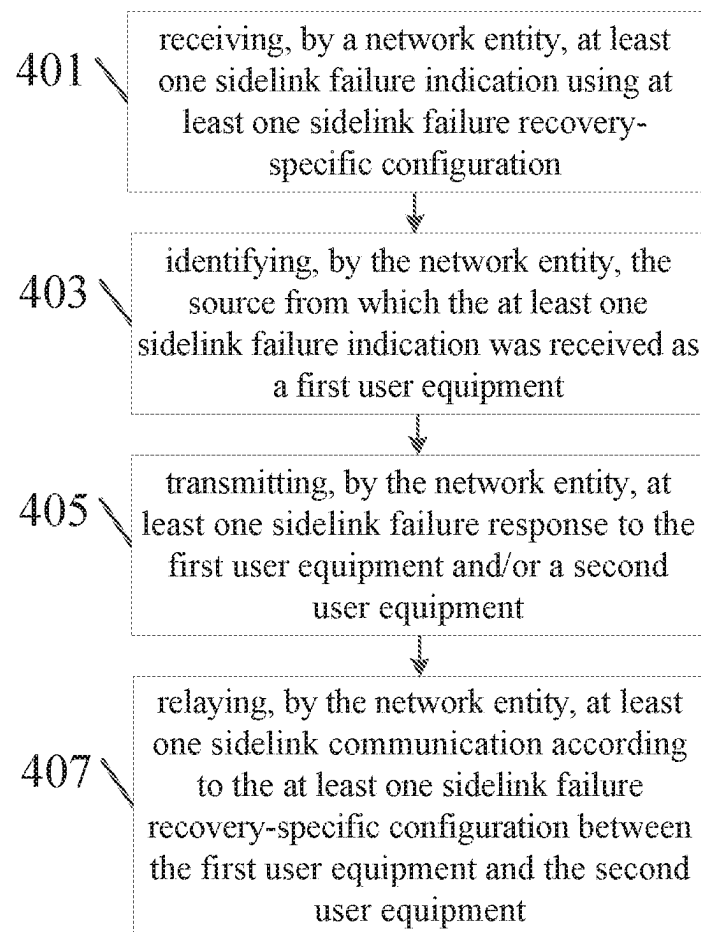 401
receiving, by a network entity, at least
one sidelink failure indication using at
least one sidelink failure recovery-
specific configuration
403
identifying, by the network entity, the
source from which the at least one
sidelink failure indication was received as
a first user equipment
405
transmitting, by the network entity, at
least one sidelink failure response to the
first user equipment and/or a second
user equipment
407
relaying, by the network entity, at least
one sidelink communication according
to the at least one sidelink failure
recovery-specific configuration between
the first user equipment and the second
user equipment